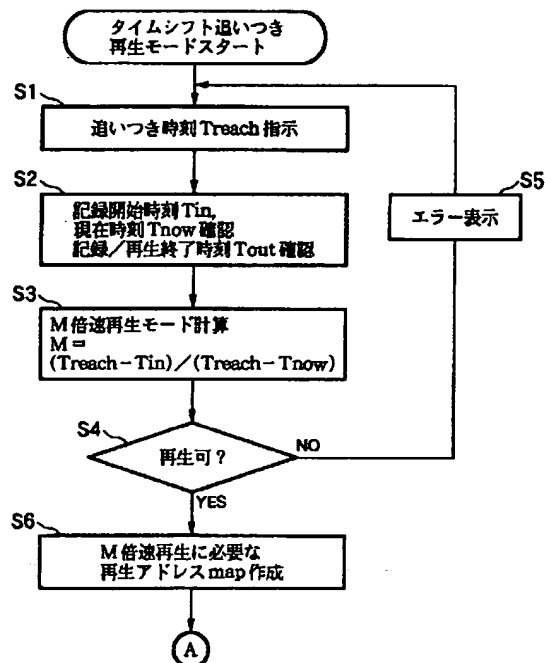 タイムシフト追いつき
再生モードスタート
S1
追いつき時刻Treach指示
S2
記録開始時刻Tin,
現在時刻Tnow確認
記録/再生終了時刻Tout確認
S5
エラー表示
S3
M倍速再生モード計算
M=
(Treach-Tin)/(Treach-Tnow)
S4
再生可?
NO
YES
S6
M倍速再生に必要な
再生アドレスmap作成
A